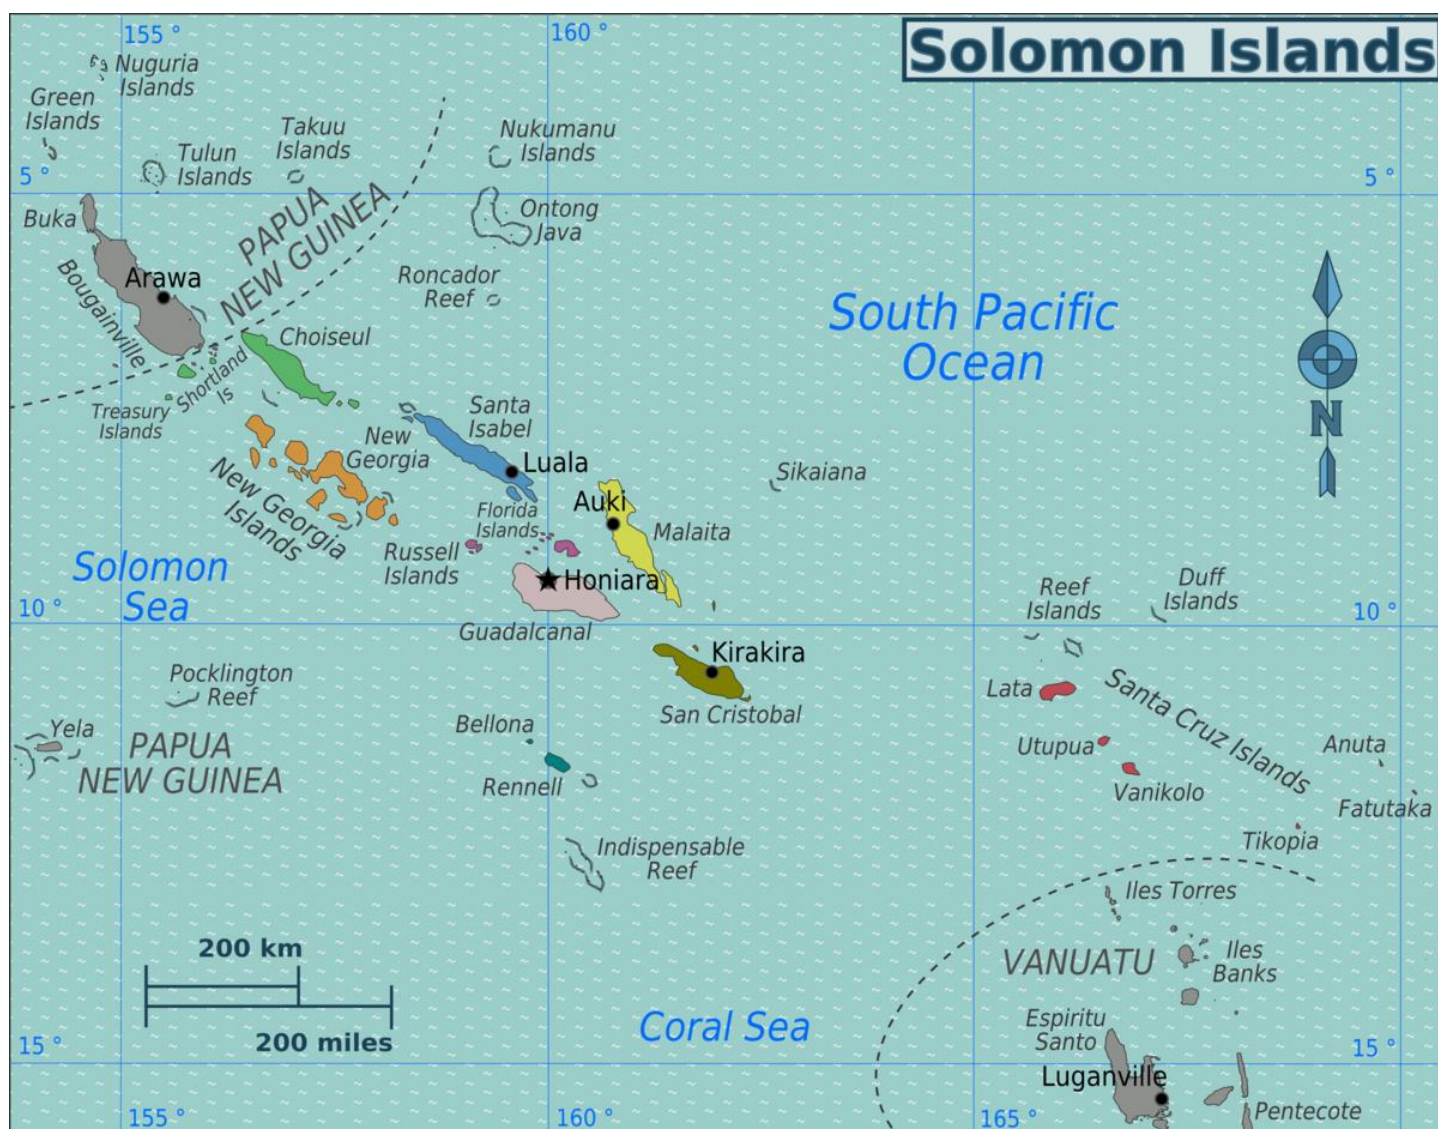 155 °
160 °
Solomon Islands
Nuguria
Islands
Green
Islands
Takuu
Islands
Nukumanu
Islands
Tulun
Islands
5 °
5 °
PAPUA
NEW GUINEA
Buka
Ontong
Java
Arawa
Roncador
Reef
Bougainville
South Pacific
Ocean
Choiseul
Shortland
Is
Treasury
Islands
N
Santa
Isabel
New
Georgia
Luala
New Georgia
Islands
Sikaiana
Auki
Florida
Islands
Malaita
Russell
Islands
Solomon
Sea
Honiara
Reef
Islands
Duff
Islands
10 °
10 °
Guadalcanal
Kirakira
Pocklington
Reef
Lata
Santa Cruz Islands
San Cristobal
Yela
Bellona
PAPUA
NEW GUINEA
Utupua
Anuta
Rennell
Vanikolo
Fatutaka
Tikopia
Indispensable
Reef
Iles Torres
200 km
VANUATU
Iles
Banks
200 miles
Coral Sea
Espiritu
Santo
15 °
15 °
Luganville
Pentecote
155 °
160 °
165 °